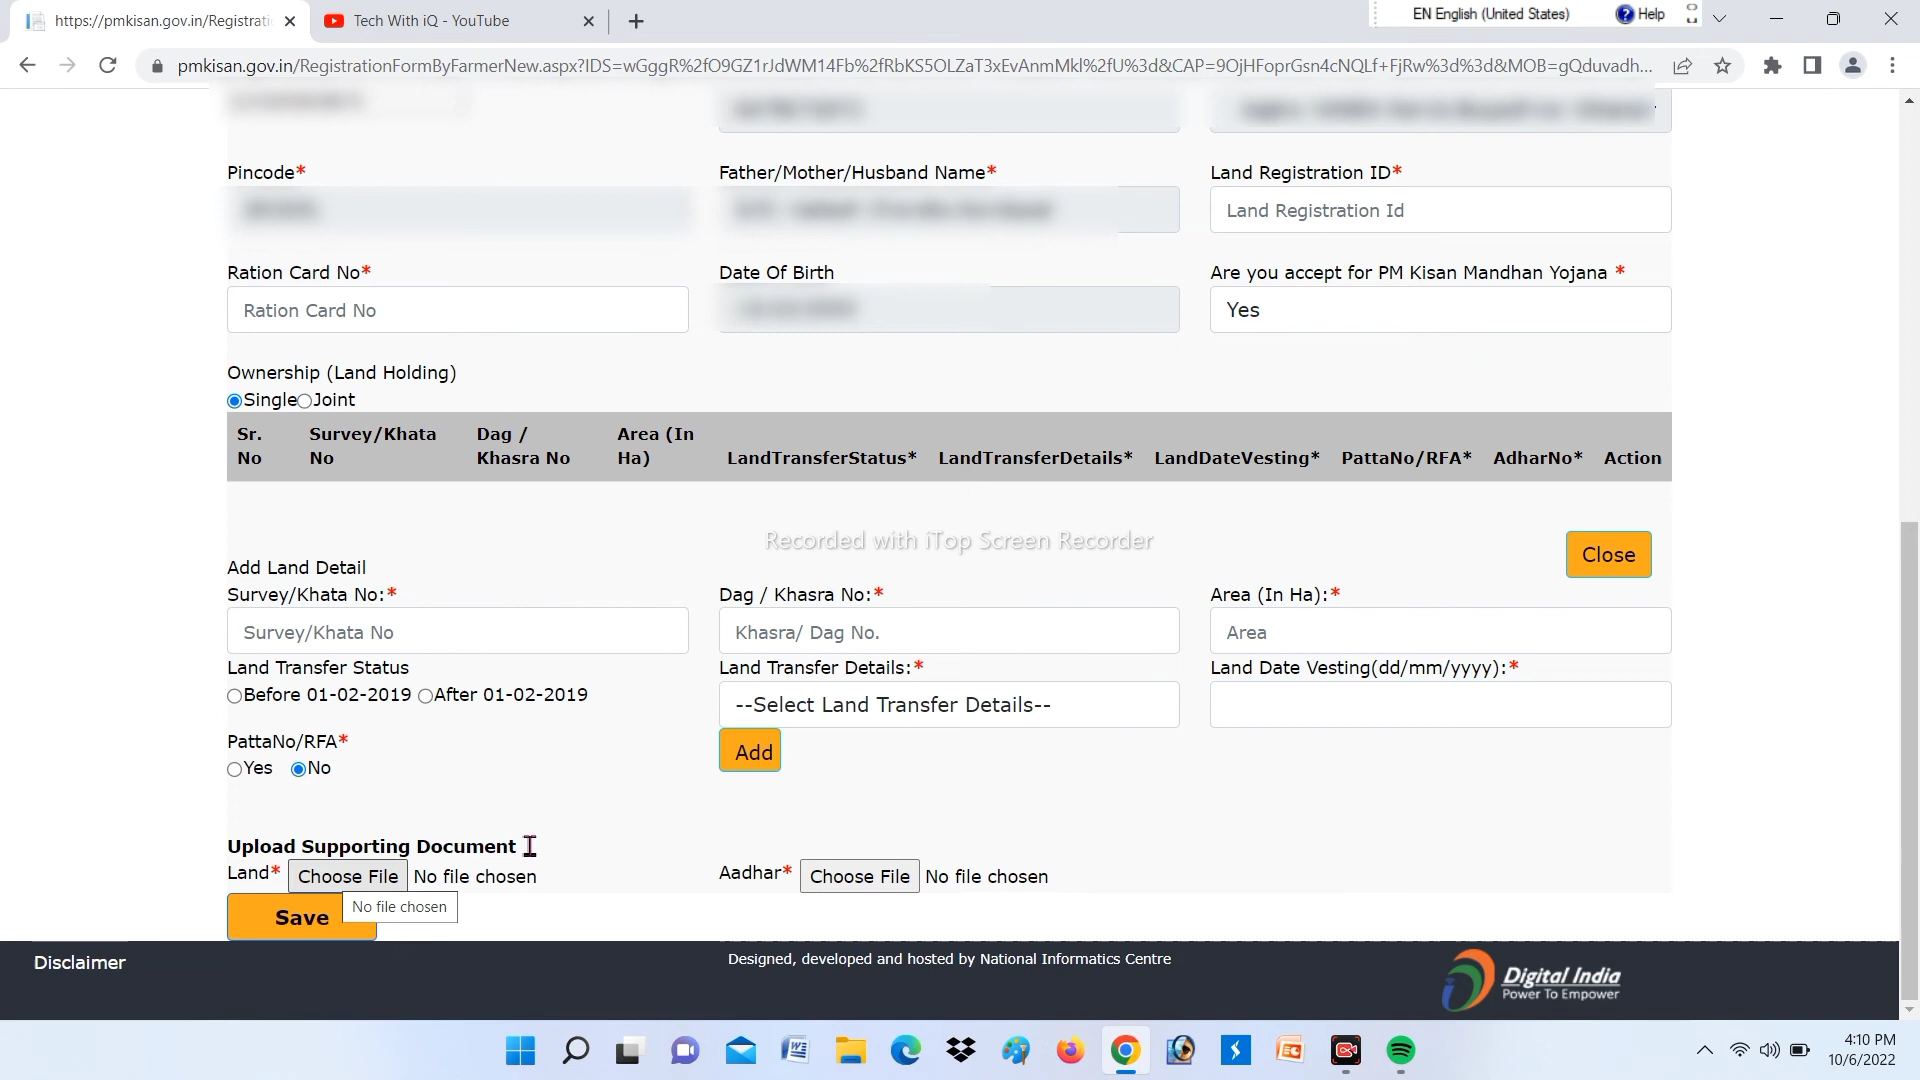 https://pmkisan.gov.in/Registratio
Tech With iQ - YouTube
EN English (United States)
Help
pmkisan.gov.in/RegistrationFormByFarmerNew.aspx?IDS=wGggR%2fO9GZ1rJdWM14Fb%2fRbKS5OLZaT3xEvAnmMkl%2fU%3d&CAP=9OjHFoprGsn4cNQLf+FjRw%3d%3d&MOB=gQduvadh...
Pincode*
Father/Mother/Husband Name*
Land Registration ID*
Land Registration Id
Ration Card No*
Date Of Birth
Are you accept for PM Kisan Mandhan Yojana *
Ration Card No
Yes
Ownership (Land Holding)
Single Joint
Sr. No
Survey/Khata No
Dag / Khasra No
Area (In Ha)
LandTransferStatus*
LandTransferDetails*
LandDateVesting*
PattaNo/RFA*
AdharNo*
Action
Recorded with iTop Screen Recorder
Close
Add Land Detail
Survey/Khata No:*
Dag / Khasra No:*
Area (In Ha):*
Survey/Khata No
Khasra/ Dag No.
Area
Land Transfer Status
Land Transfer Details:*
Land Date Vesting(dd/mm/yyyy):*
Before 01-02-2019 After 01-02-2019
--Select Land Transfer Details--
PattaNo/RFA*
Add
Yes No
Upload Supporting Document
Land* Choose File No file chosen
Aadhar* Choose File No file chosen
Save
No file chosen
Disclaimer
Designed, developed and hosted by National Informatics Centre
Digital India
Power To Empower
4:10 PM
10/6/2022